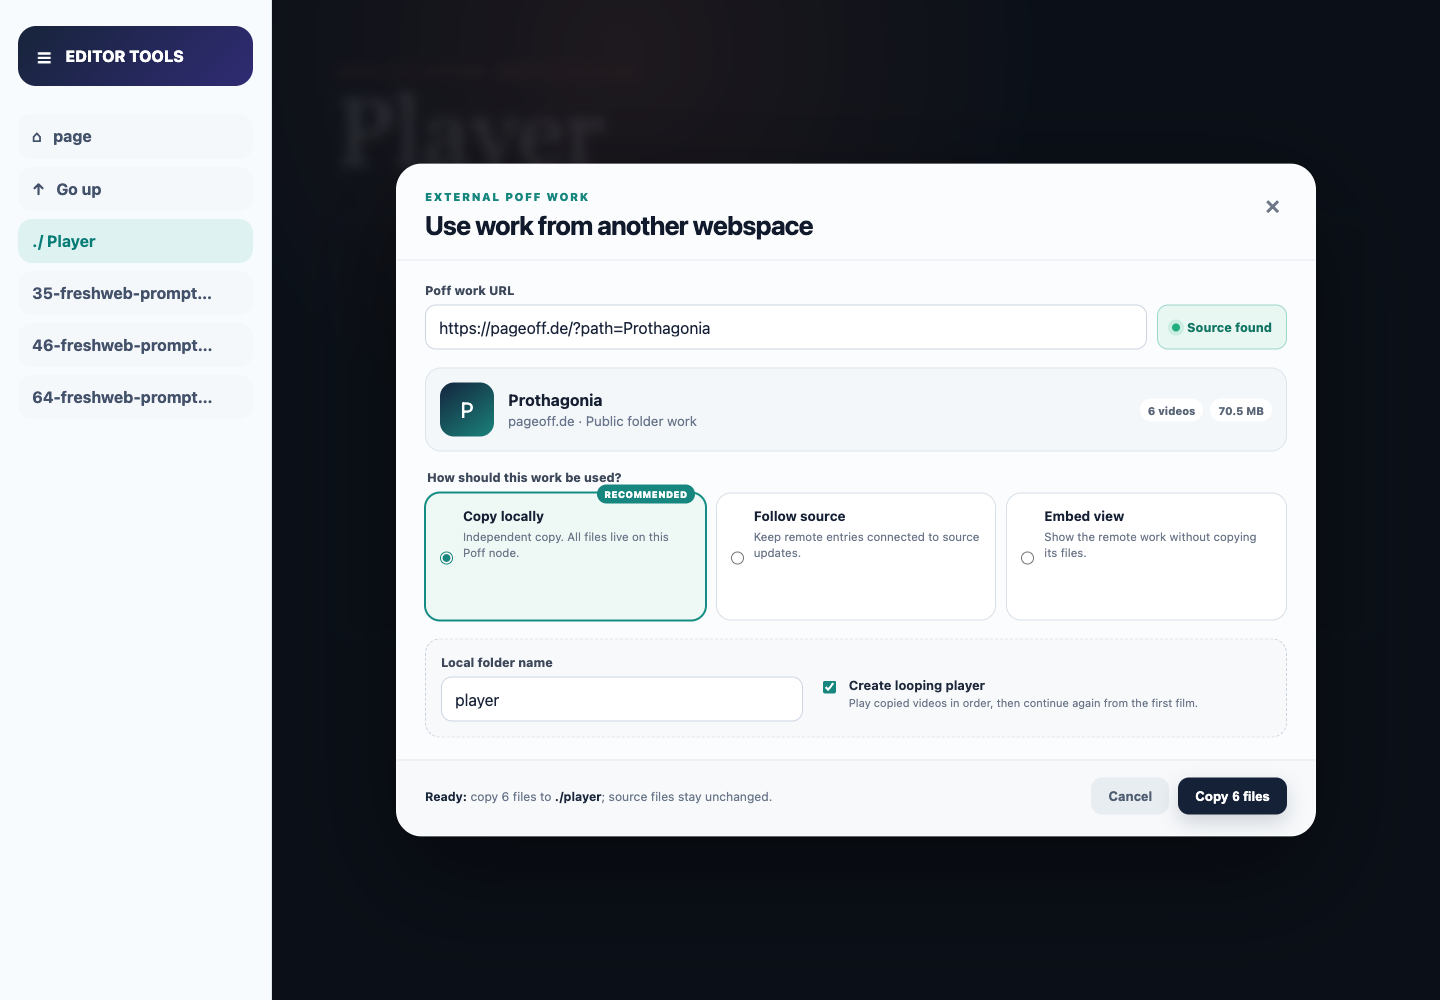 ☰ EDITOR TOOLS
⌂ page
↑ Go up
./ Player
35-freshweb-prompt...
46-freshweb-prompt...
64-freshweb-prompt...
Player
EXTERNAL POFF WORK
Use work from another webspace
×
Poff work URL
https://pageoff.de/?path=Prothagonia
Source found
P
Prothagonia
pageoff.de · Public folder work
6 videos
70.5 MB
How should this work be used?
RECOMMENDED
Copy locally
Independent copy. All files live on this
Poff node.
Follow source
Keep remote entries connected to source
updates.
Embed view
Show the remote work without copying
its files.
Local folder name
player
Create looping player
Play copied videos in order, then continue again from the first film.
Ready: copy 6 files to ./player; source files stay unchanged.
Cancel
Copy 6 files